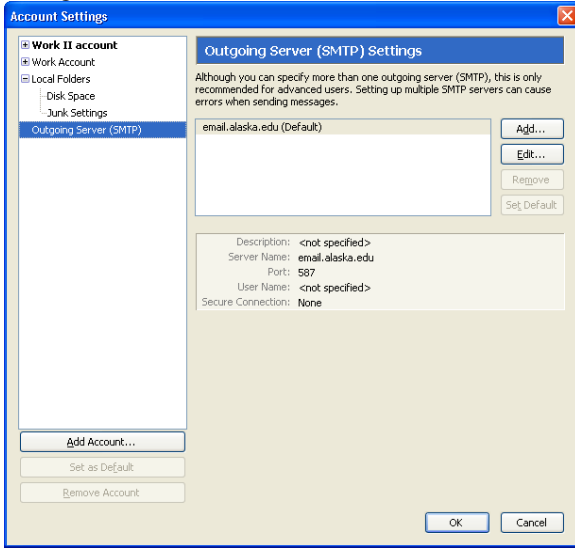 Account Settings
Work II account
Work Account
Local Folders
Disk Space
Junk Settings
Outgoing Server (SMTP)
Add Account...
Set as Default
Remove Account
Outgoing Server (SMTP) Settings
Although you can specify more than one outgoing server (SMTP), this is only
recommended for advanced users. Setting up multiple SMTP servers can cause
errors when sending messages.
email.alaska.edu (Default)
Add...
Edit...
Remove
Set Default
Description: <not specified>
Server Name: email.alaska.edu
Port: 587
User Name: <not specified>
Secure Connection: None
OK
Cancel